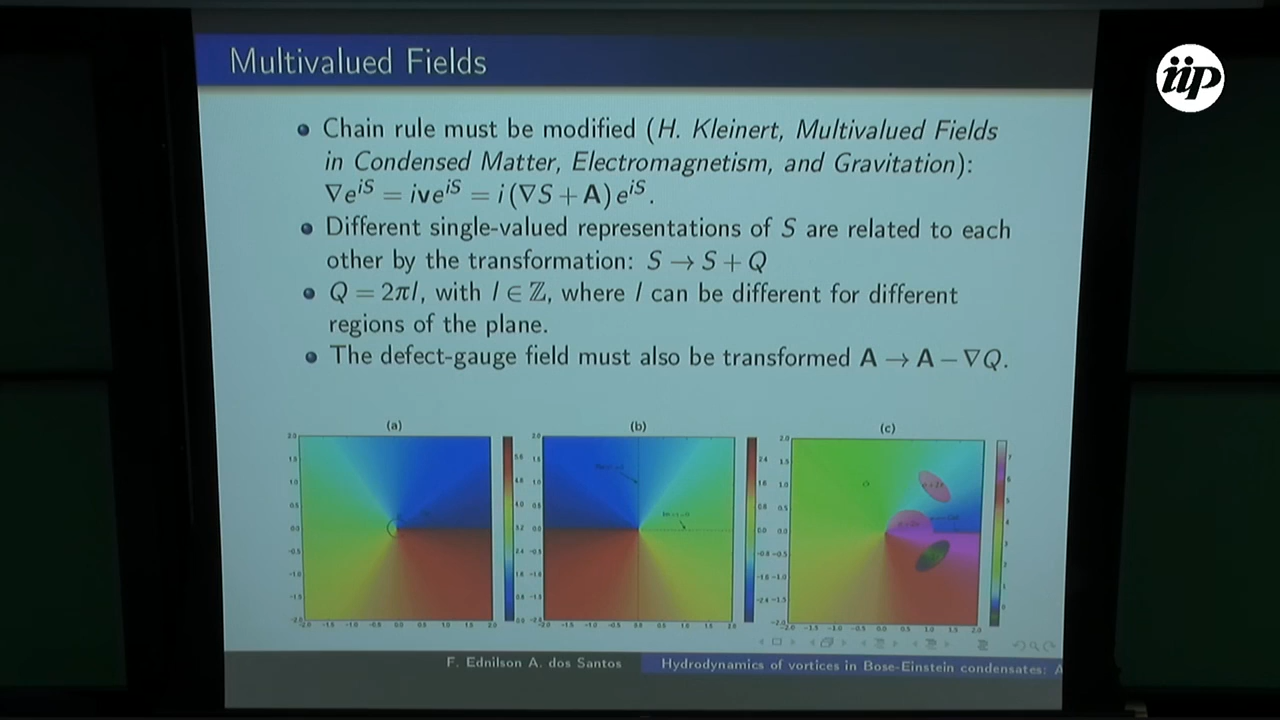 Multivalued Fields
iip
Chain rule must be modified (H. Kleinert, Multivalued Fields
in Condensed Matter, Electromagnetism, and Gravitation):
∇e^{iS} = ive^{iS} = i(∇S + A)e^{iS}.
Different single-valued representations of S are related to each
other by the transformation: S → S + Q
Q = 2πl, with l ∈ ℤ, where l can be different for different
regions of the plane.
The defect-gauge field must also be transformed A → A − ∇Q.
(a) (b) (c)
F. Ednilson A. dos Santos
Hydrodynamics of vortices in Bose-Einstein condensates: A